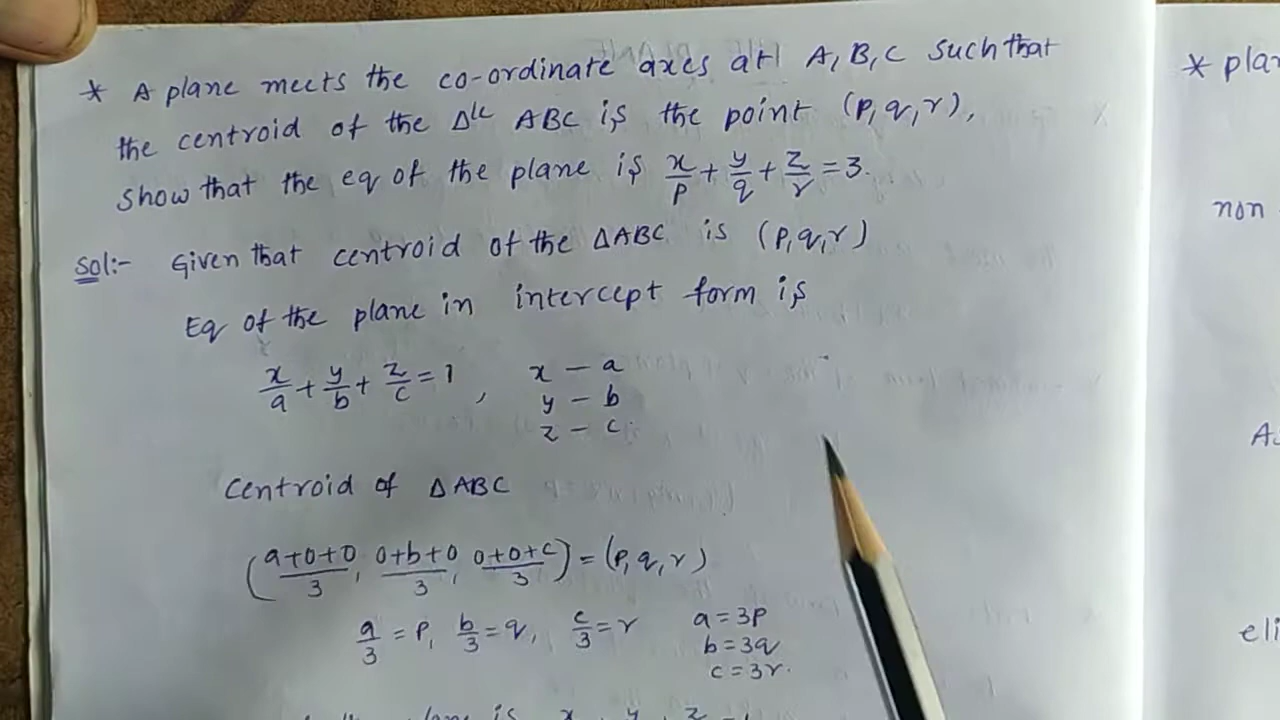 * A plane meets the co-ordinate axes at A, B, C such that
the centroid of the Δle ABC is the point (p, q, r),
show that the eq of the plane is x/p + y/q + z/r = 3.
Sol:- Given that centroid of the ΔABC is (p, q, r)
Eq of the plane in intercept form is
x/a + y/b + z/c = 1, x - a
y - b
z - c
Centroid of ΔABC
(a+0+0/3, 0+b+0/3, 0+0+c/3) = (p, q, r)
a/3 = p, b/3 = q, c/3 = r a = 3p
b = 3q
c = 3r.
plane is x y z
* pla
non
eli